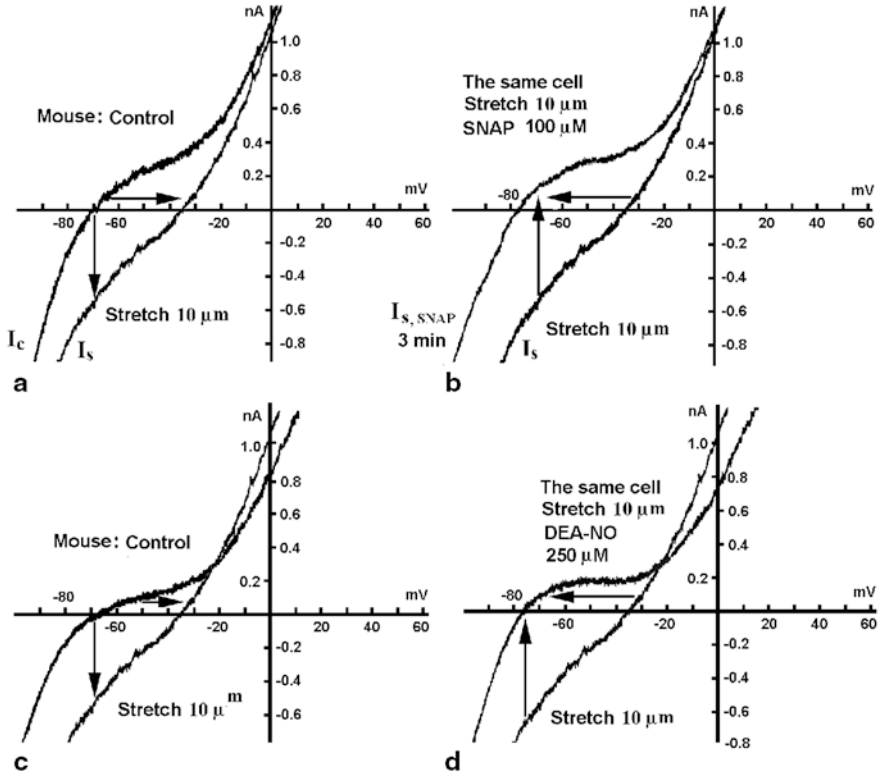 nA
1.0
0.8
0.6
0.4
0.2
mV
Mouse: Control
-80
-60
-40
-20
20
40
60
-0.2
-0.4
-0.6
-0.8
Stretch 10 µm
Ic
Is
a
nA
1.0
0.8
0.6
0.4
0.2
mV
The same cell
Stretch 10 µm
SNAP 100 µM
-80
-60
-40
-20
20
40
60
-0.2
-0.4
-0.6
-0.8
Is, SNAP
3 min
Is
Stretch 10 µm
b
nA
1.0
0.8
0.6
0.4
0.2
mV
Mouse: Control
-80
-60
-40
-20
20
40
60
-0.2
-0.4
-0.6
Stretch 10 µm
c
nA
1.0
0.8
0.6
0.4
0.2
mV
The same cell
Stretch 10 µm
DEA-NO
250 µM
-80
-60
-40
-20
20
40
60
-0.2
-0.4
-0.6
-0.8
Stretch 10 µm
d